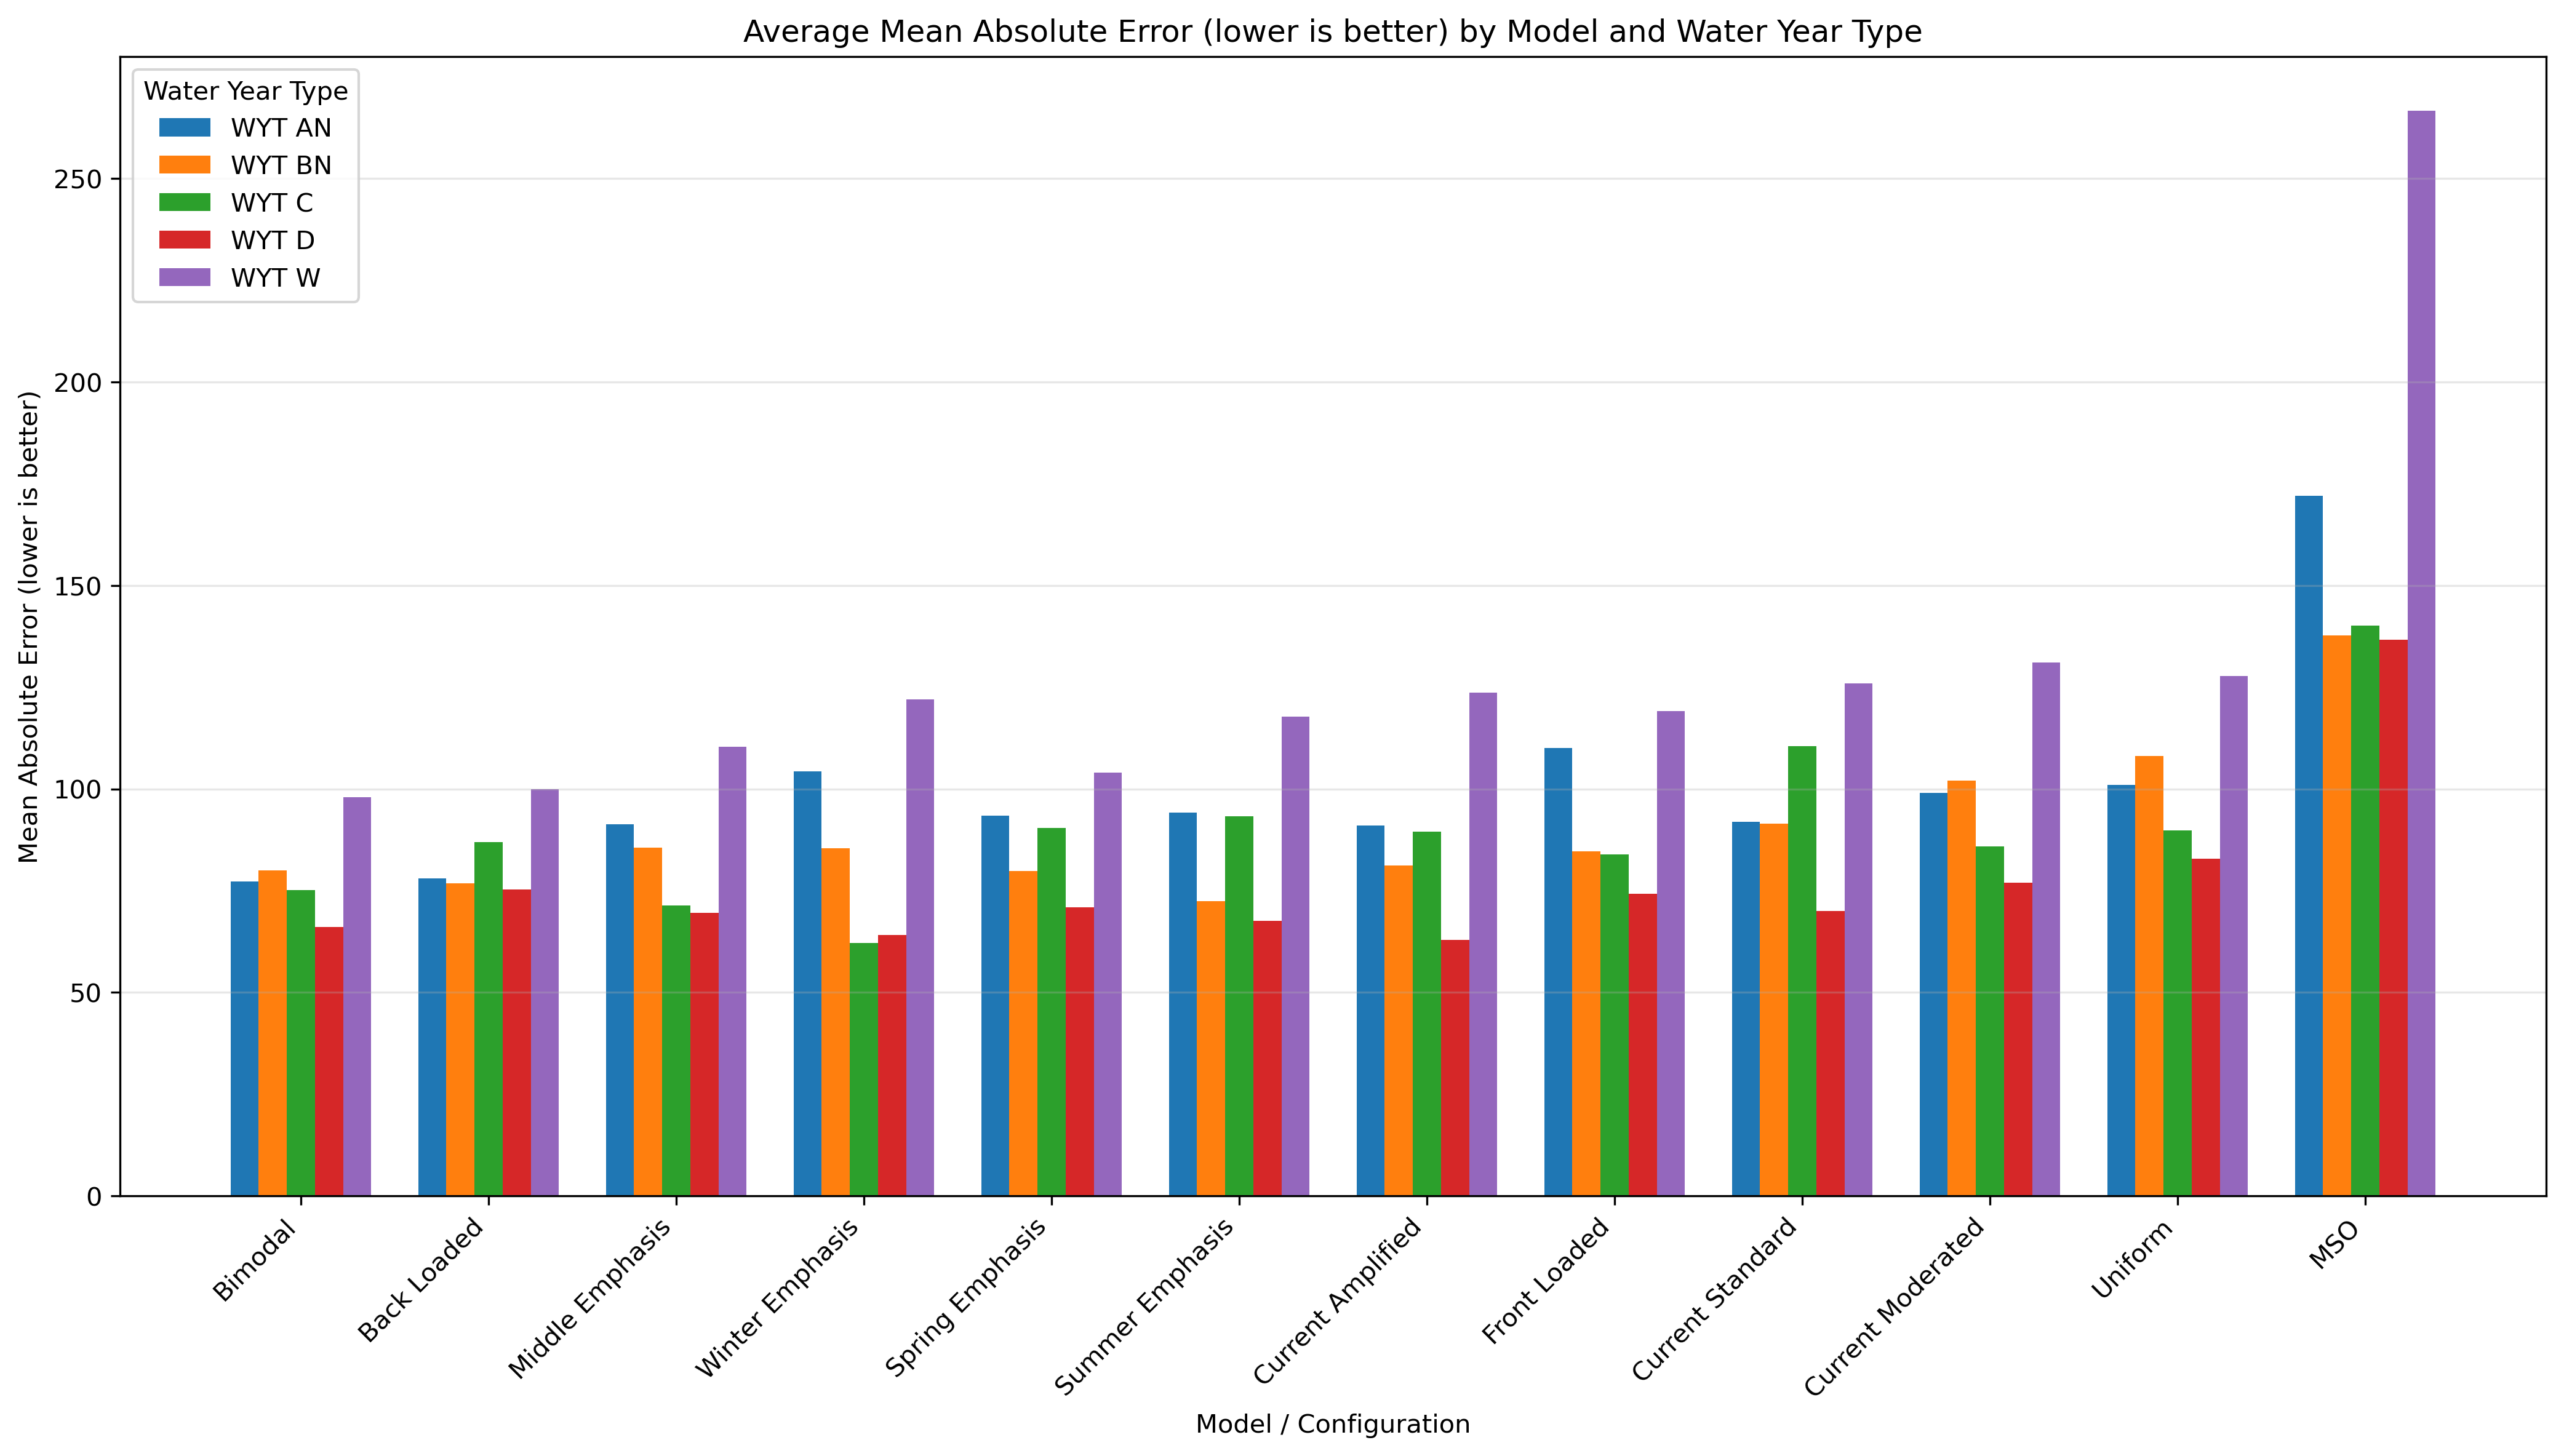 Average Mean Absolute Error (lower is better) by Model and Water Year Type
Water Year Type
WYT AN
WYT BN
WYT C
WYT D
WYT W
Mean Absolute Error (lower is better)
250
200
150
100
50
0
Bimodal
Back Loaded
Middle Emphasis
Winter Emphasis
Spring Emphasis
Summer Emphasis
Current Amplified
Front Loaded
Current Standard
Current Moderated
Uniform
MSO
Model / Configuration